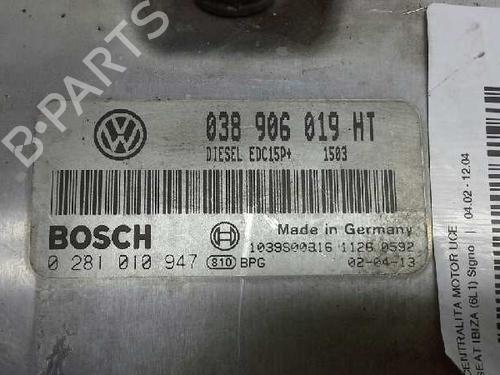 038 906 019 HT
DIESEL EDC15P+ 1503
BOSCH
Made in Germany
1039S00816 1126 0592
0 281 010 947 810 BPG 02-04-13
CENTRALITA MOTOR UCE
SEAT IBIZA (6L1) Signo | 04.02 - 12.04
B-PARTS